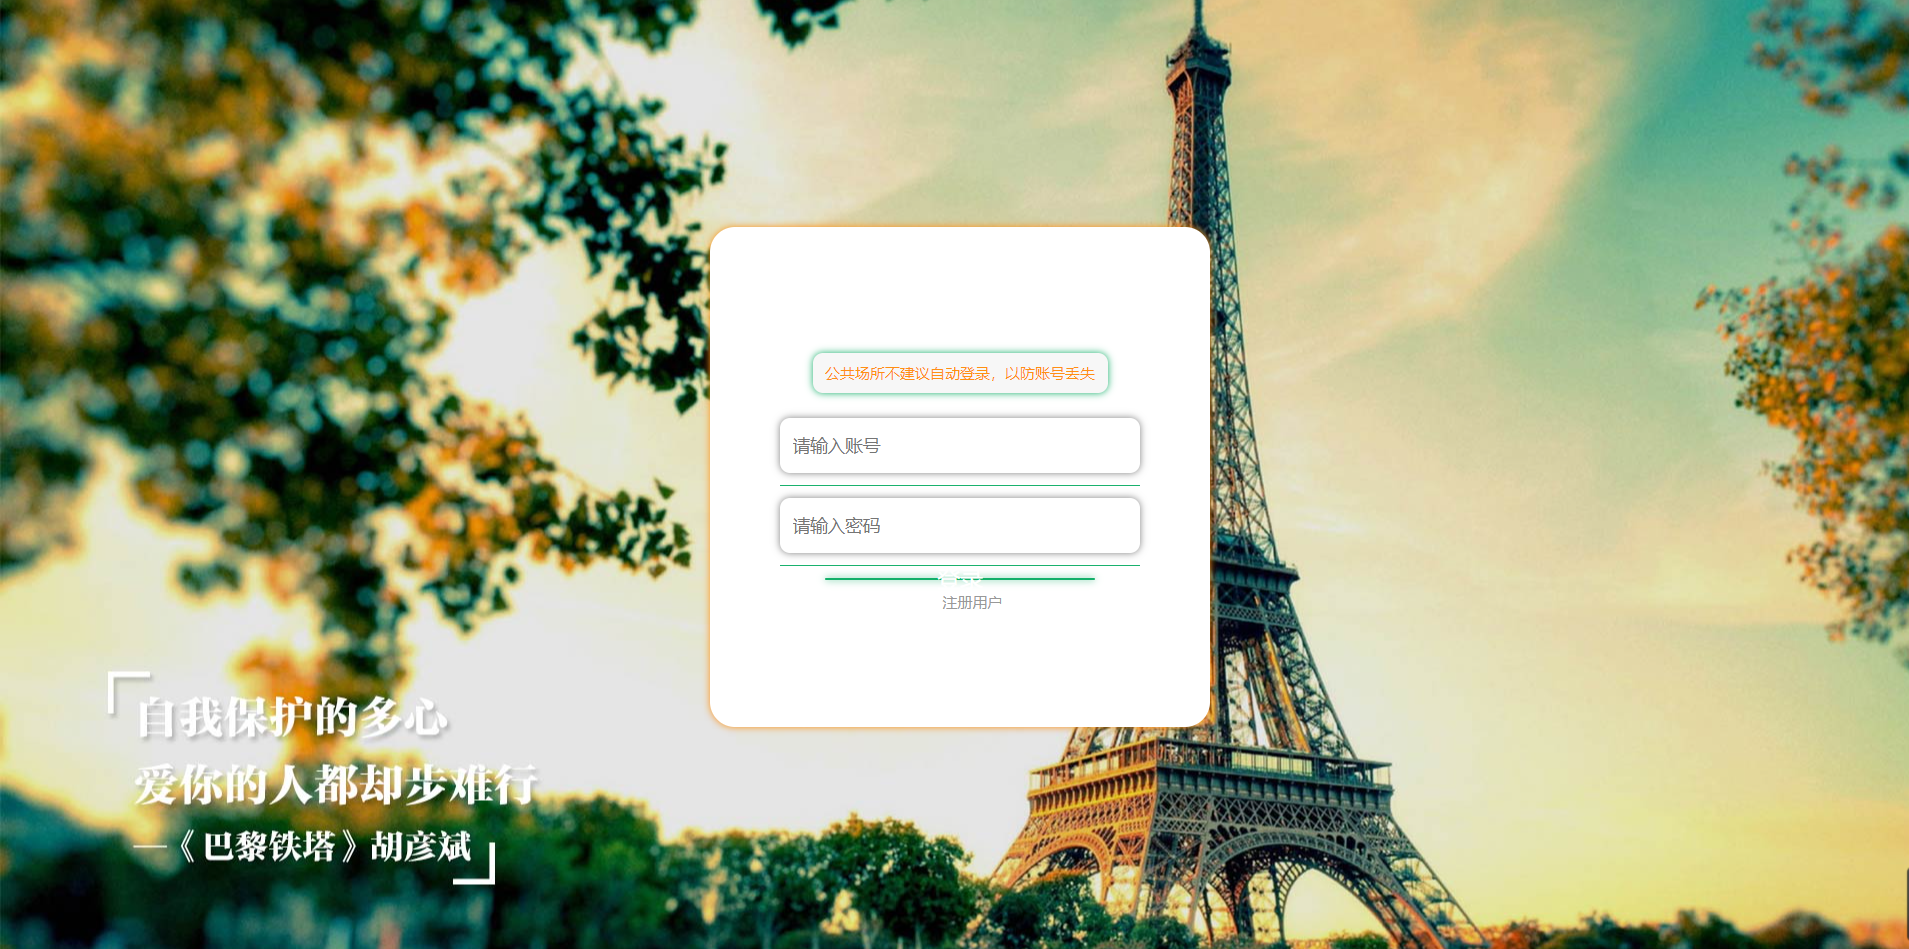 公共场所不建议自动登录，以防账号丢失
请输入账号
请输入密码
登录
注册用户
自我保护的多心
爱你的人都却步难行
—《巴黎铁塔》胡彦斌